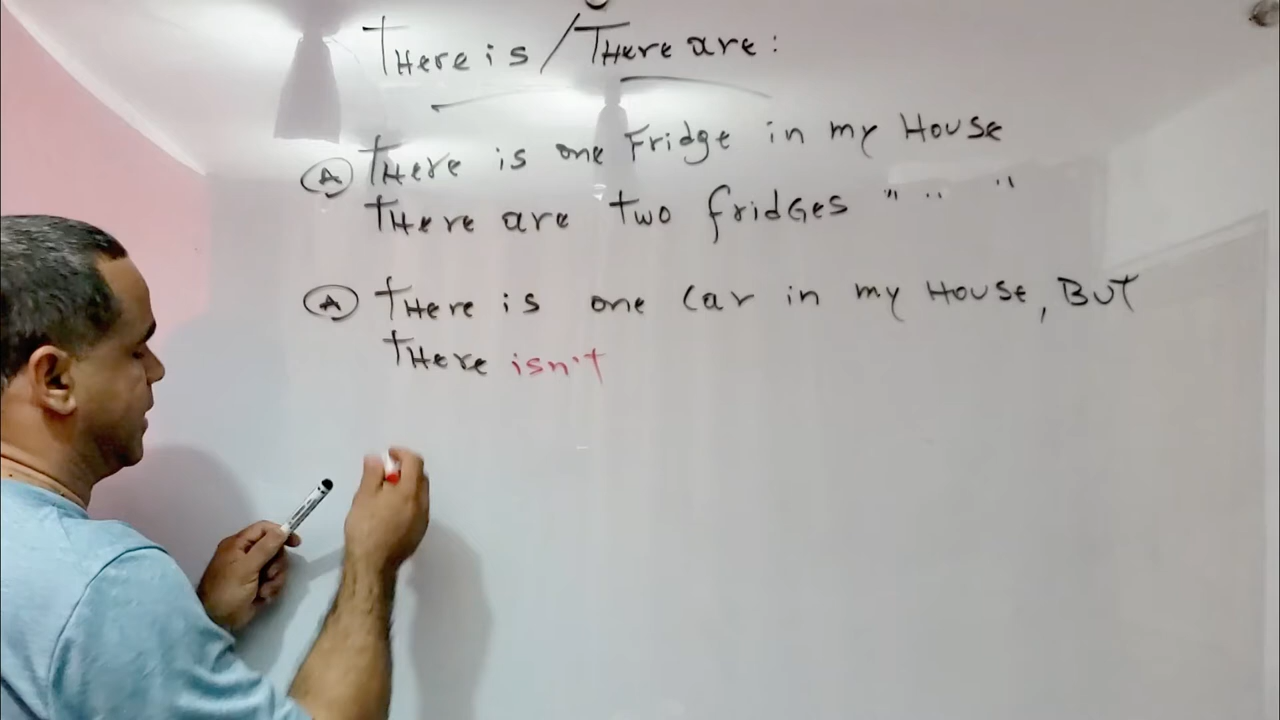 THere is / THere are:
Ⓐ THere is one Fridge in my House
THere are two fridGes " " "
Ⓐ THere is one Car in my House, BUT
THere isn't